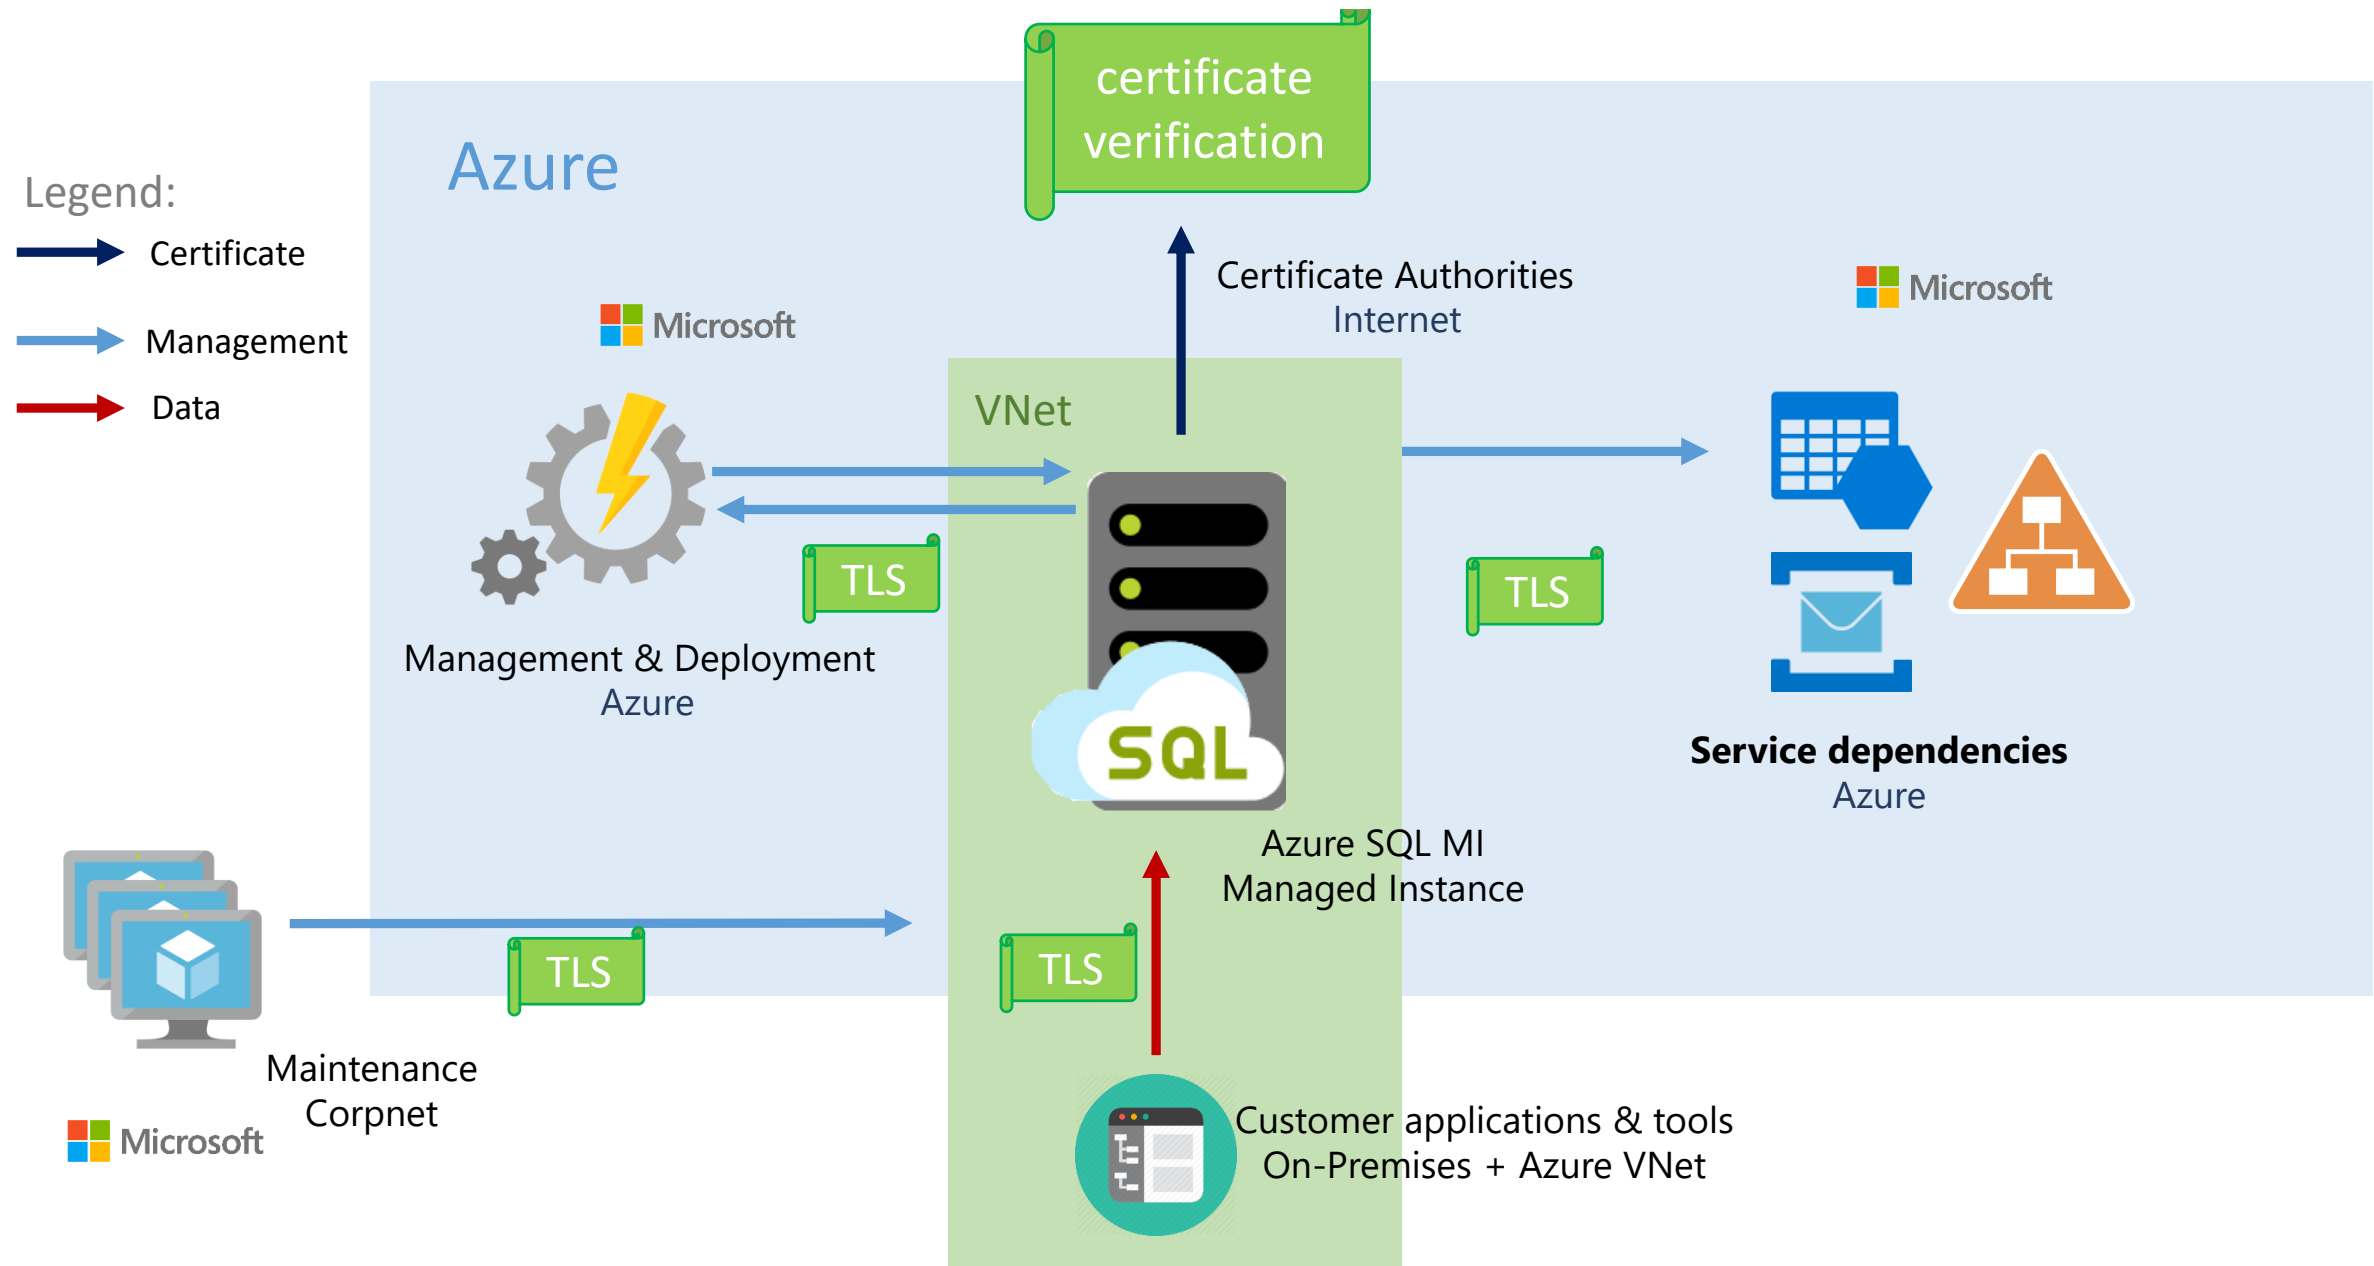 certificate
verification
Azure
Legend:
Certificate
Management
Data
Certificate Authorities
Internet
Microsoft
Microsoft
VNet
TLS
TLS
Management & Deployment
Azure
SQL
Service dependencies
Azure
Azure SQL MI
Managed Instance
TLS
TLS
Maintenance
Corpnet
Microsoft
Customer applications & tools
On-Premises + Azure VNet